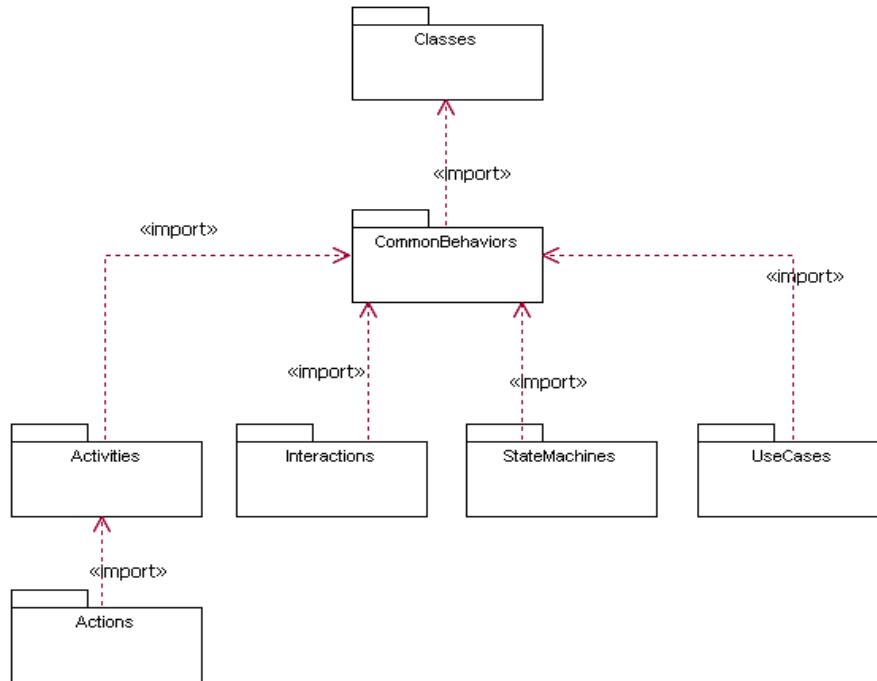 Classes
«import»
«import»
CommonBehaviors
«import»
«import»
«import»
Activities
Interactions
StateMachines
UseCases
«import»
Actions